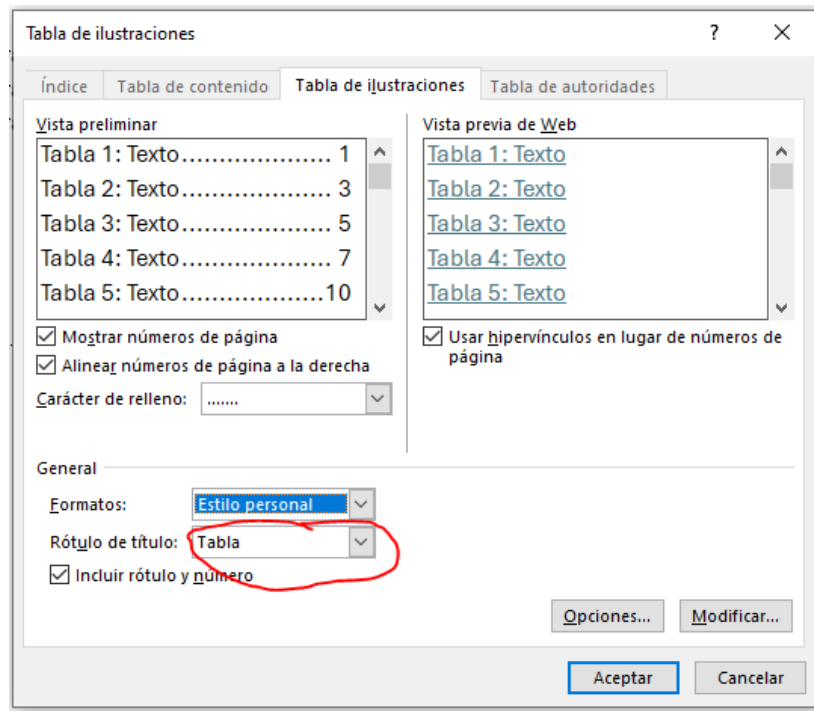 Tabla de ilustraciones ?
Índice Tabla de contenido Tabla de ilustraciones Tabla de autoridades
Vista preliminar
Tabla 1: Texto..................... 1
Tabla 2: Texto..................... 3
Tabla 3: Texto..................... 5
Tabla 4: Texto..................... 7
Tabla 5: Texto....................10
Mostrar números de página
Alinear números de página a la derecha
Carácter de relleno: .......
Vista previa de Web
Tabla 1: Texto
Tabla 2: Texto
Tabla 3: Texto
Tabla 4: Texto
Tabla 5: Texto
Usar hipervínculos en lugar de números de
página
General
Formatos: Estilo personal
Rótulo de título: Tabla
Incluir rótulo y número
Opciones... Modificar...
Aceptar Cancelar